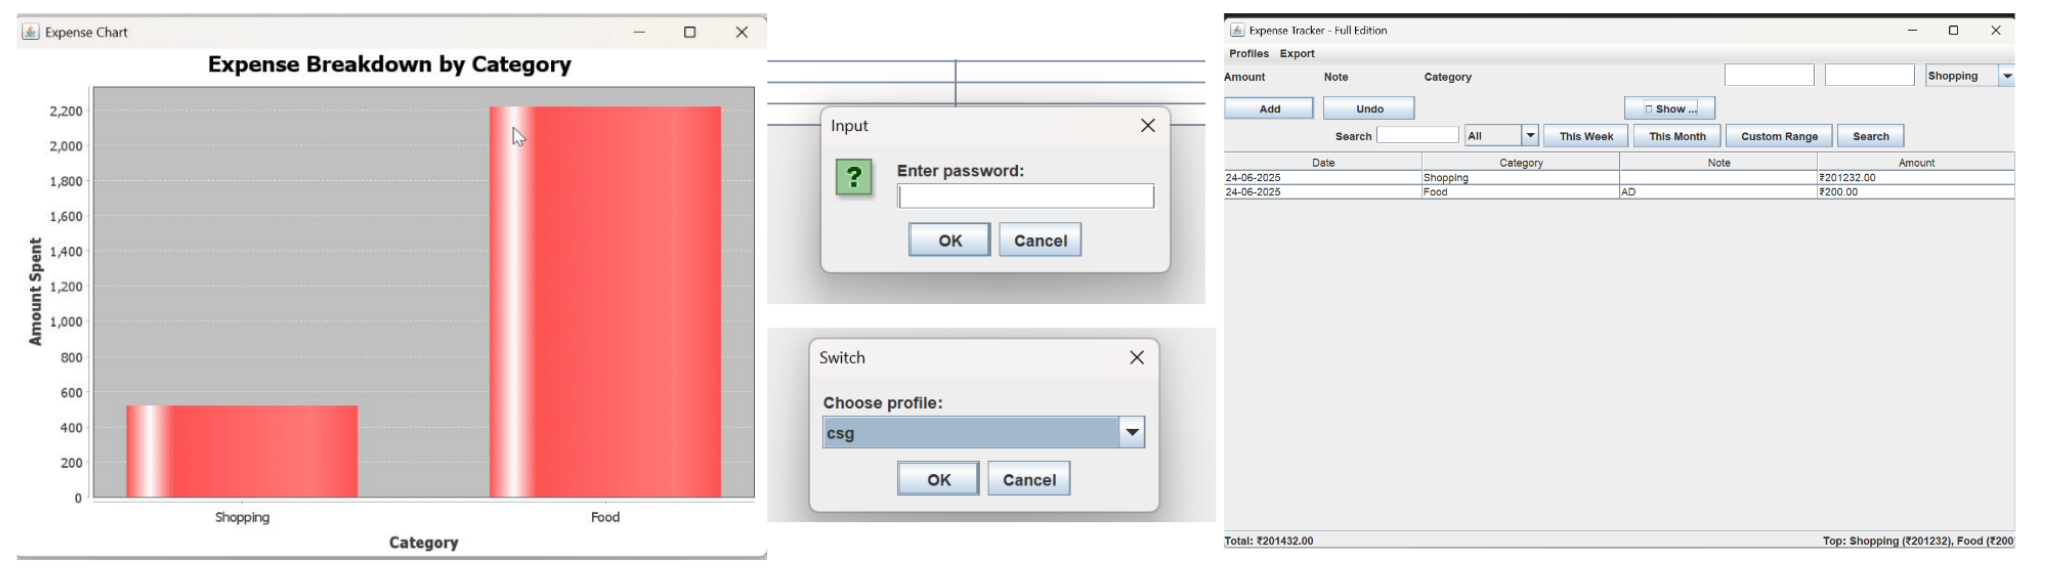 Expense Chart
Expense Breakdown by Category
2,200
2,000
1,800
1,600
1,400
1,200
1,000
800
600
400
200
0
Amount Spent
Shopping Food
Category
Input
?
Enter password:
OK Cancel
Switch
Choose profile:
csg
OK Cancel
Expense Tracker - Full Edition
Profiles Export
Amount Note Category Shopping
Add Undo Show ...
Search All This Week This Month Custom Range Search
Date Category Note Amount
24-06-2025 Shopping ₹201232.00
24-06-2025 Food AD ₹200.00
Total: ₹201432.00 Top: Shopping (₹201232), Food (₹200